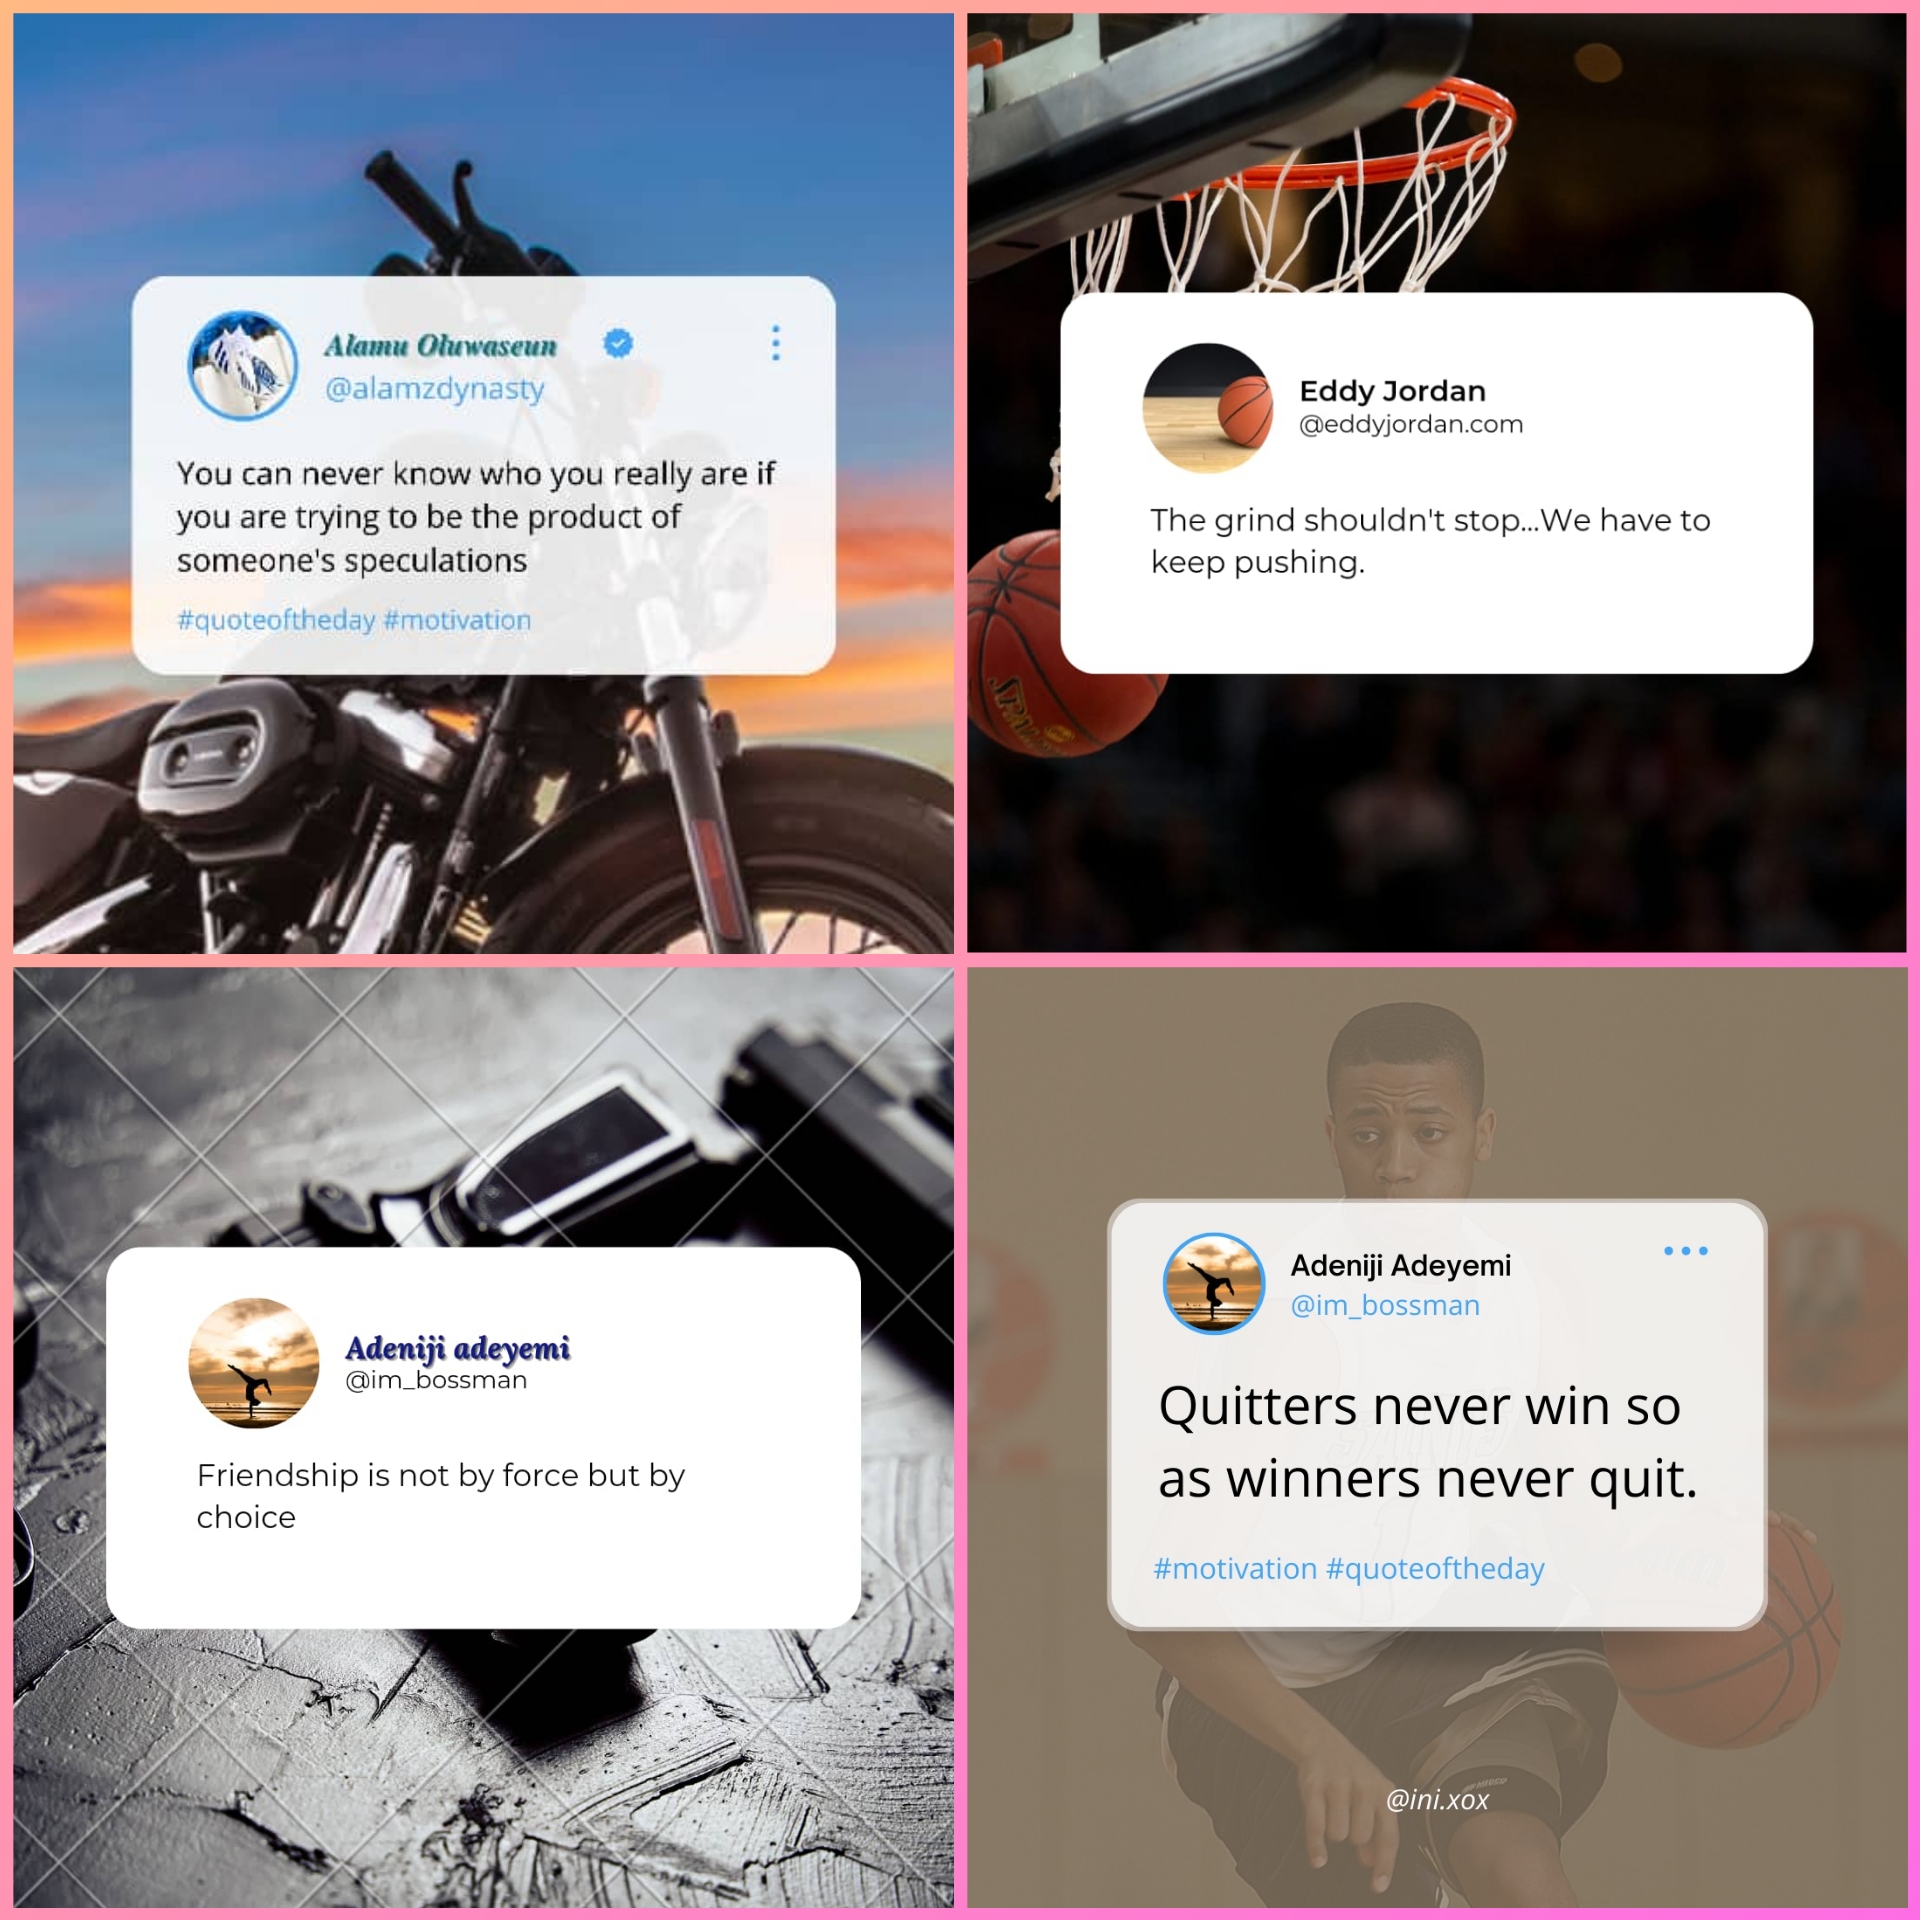 Alamu Oluwaseun
@alamzdynasty
You can never know who you really are if
you are trying to be the product of
someone's speculations
#quoteoftheday #motivation
Eddy Jordan
@eddyjordan.com
The grind shouldn't stop...We have to
keep pushing.
SPALDING
Adeniji adeyemi
@im_bossman
Friendship is not by force but by
choice
Adeniji Adeyemi
@im_bossman
Quitters never win so
as winners never quit.
#motivation #quoteoftheday
@ini.xox